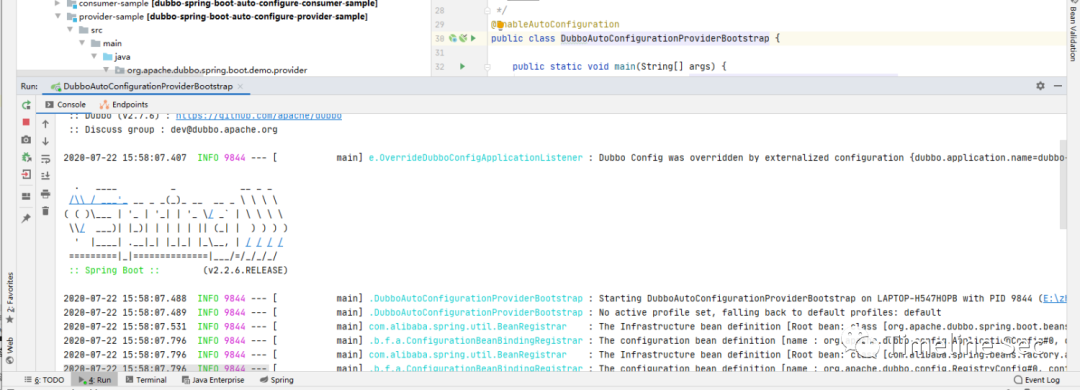 consumer-sample [dubbo-spring-boot-auto-configure-consumer-sample]
provider-sample [dubbo-spring-boot-auto-configure-provider-sample]
src
main
java
org.apache.dubbo.spring.boot.demo.provider
28 */
29 @EnableAutoConfiguration
30 public class DubboAutoConfigurationProviderBootstrap {
31
32 public static void main(String[] args) {
Bean Validation
Run: DubboAutoConfigurationProviderBootstrap ×
Console Endpoints
:: Dubbo (v2.7.6) : https://github.com/apache/dubbo
:: Discuss group : dev@dubbo.apache.org
2020-07-22 15:58:07.407 INFO 9844 --- [ main] e.OverrideDubboConfigApplicationListener : Dubbo Config was overridden by externalized configuration {dubbo.application.name=dubbo-
:: Spring Boot :: (v2.2.6.RELEASE)
2020-07-22 15:58:07.488 INFO 9844 --- [ main] .DubboAutoConfigurationProviderBootstrap : Starting DubboAutoConfigurationProviderBootstrap on LAPTOP-H547HOPB with PID 9844 (E:\
2020-07-22 15:58:07.489 INFO 9844 --- [ main] .DubboAutoConfigurationProviderBootstrap : No active profile set, falling back to default profiles: default
2020-07-22 15:58:07.531 INFO 9844 --- [ main] com.alibaba.spring.util.BeanRegistrar : The Infrastructure bean definition [Root bean: class [org.apache.dubbo.spring.boot.beans
2020-07-22 15:58:07.796 INFO 9844 --- [ main] .b.f.a.ConfigurationBeanBindingRegistrar : The configuration bean definition [name : org.apache.dubbo.config.ApplicationConfig#0,
2020-07-22 15:58:07.796 INFO 9844 --- [ main] com.alibaba.spring.util.BeanRegistrar : The Infrastructure bean definition [Root bean: class [com.alibaba.spring.beans.factory.
2020-07-22 15:58:07.796 INFO 9844 --- [ main] .b.f.a.ConfigurationBeanBindingRegistrar : The configuration bean definition [name : org.apache.dubbo.config.RegistryConfig#0,
2: Favorites
Web
6: TODO 4: Run Terminal Java Enterprise Spring Event Log